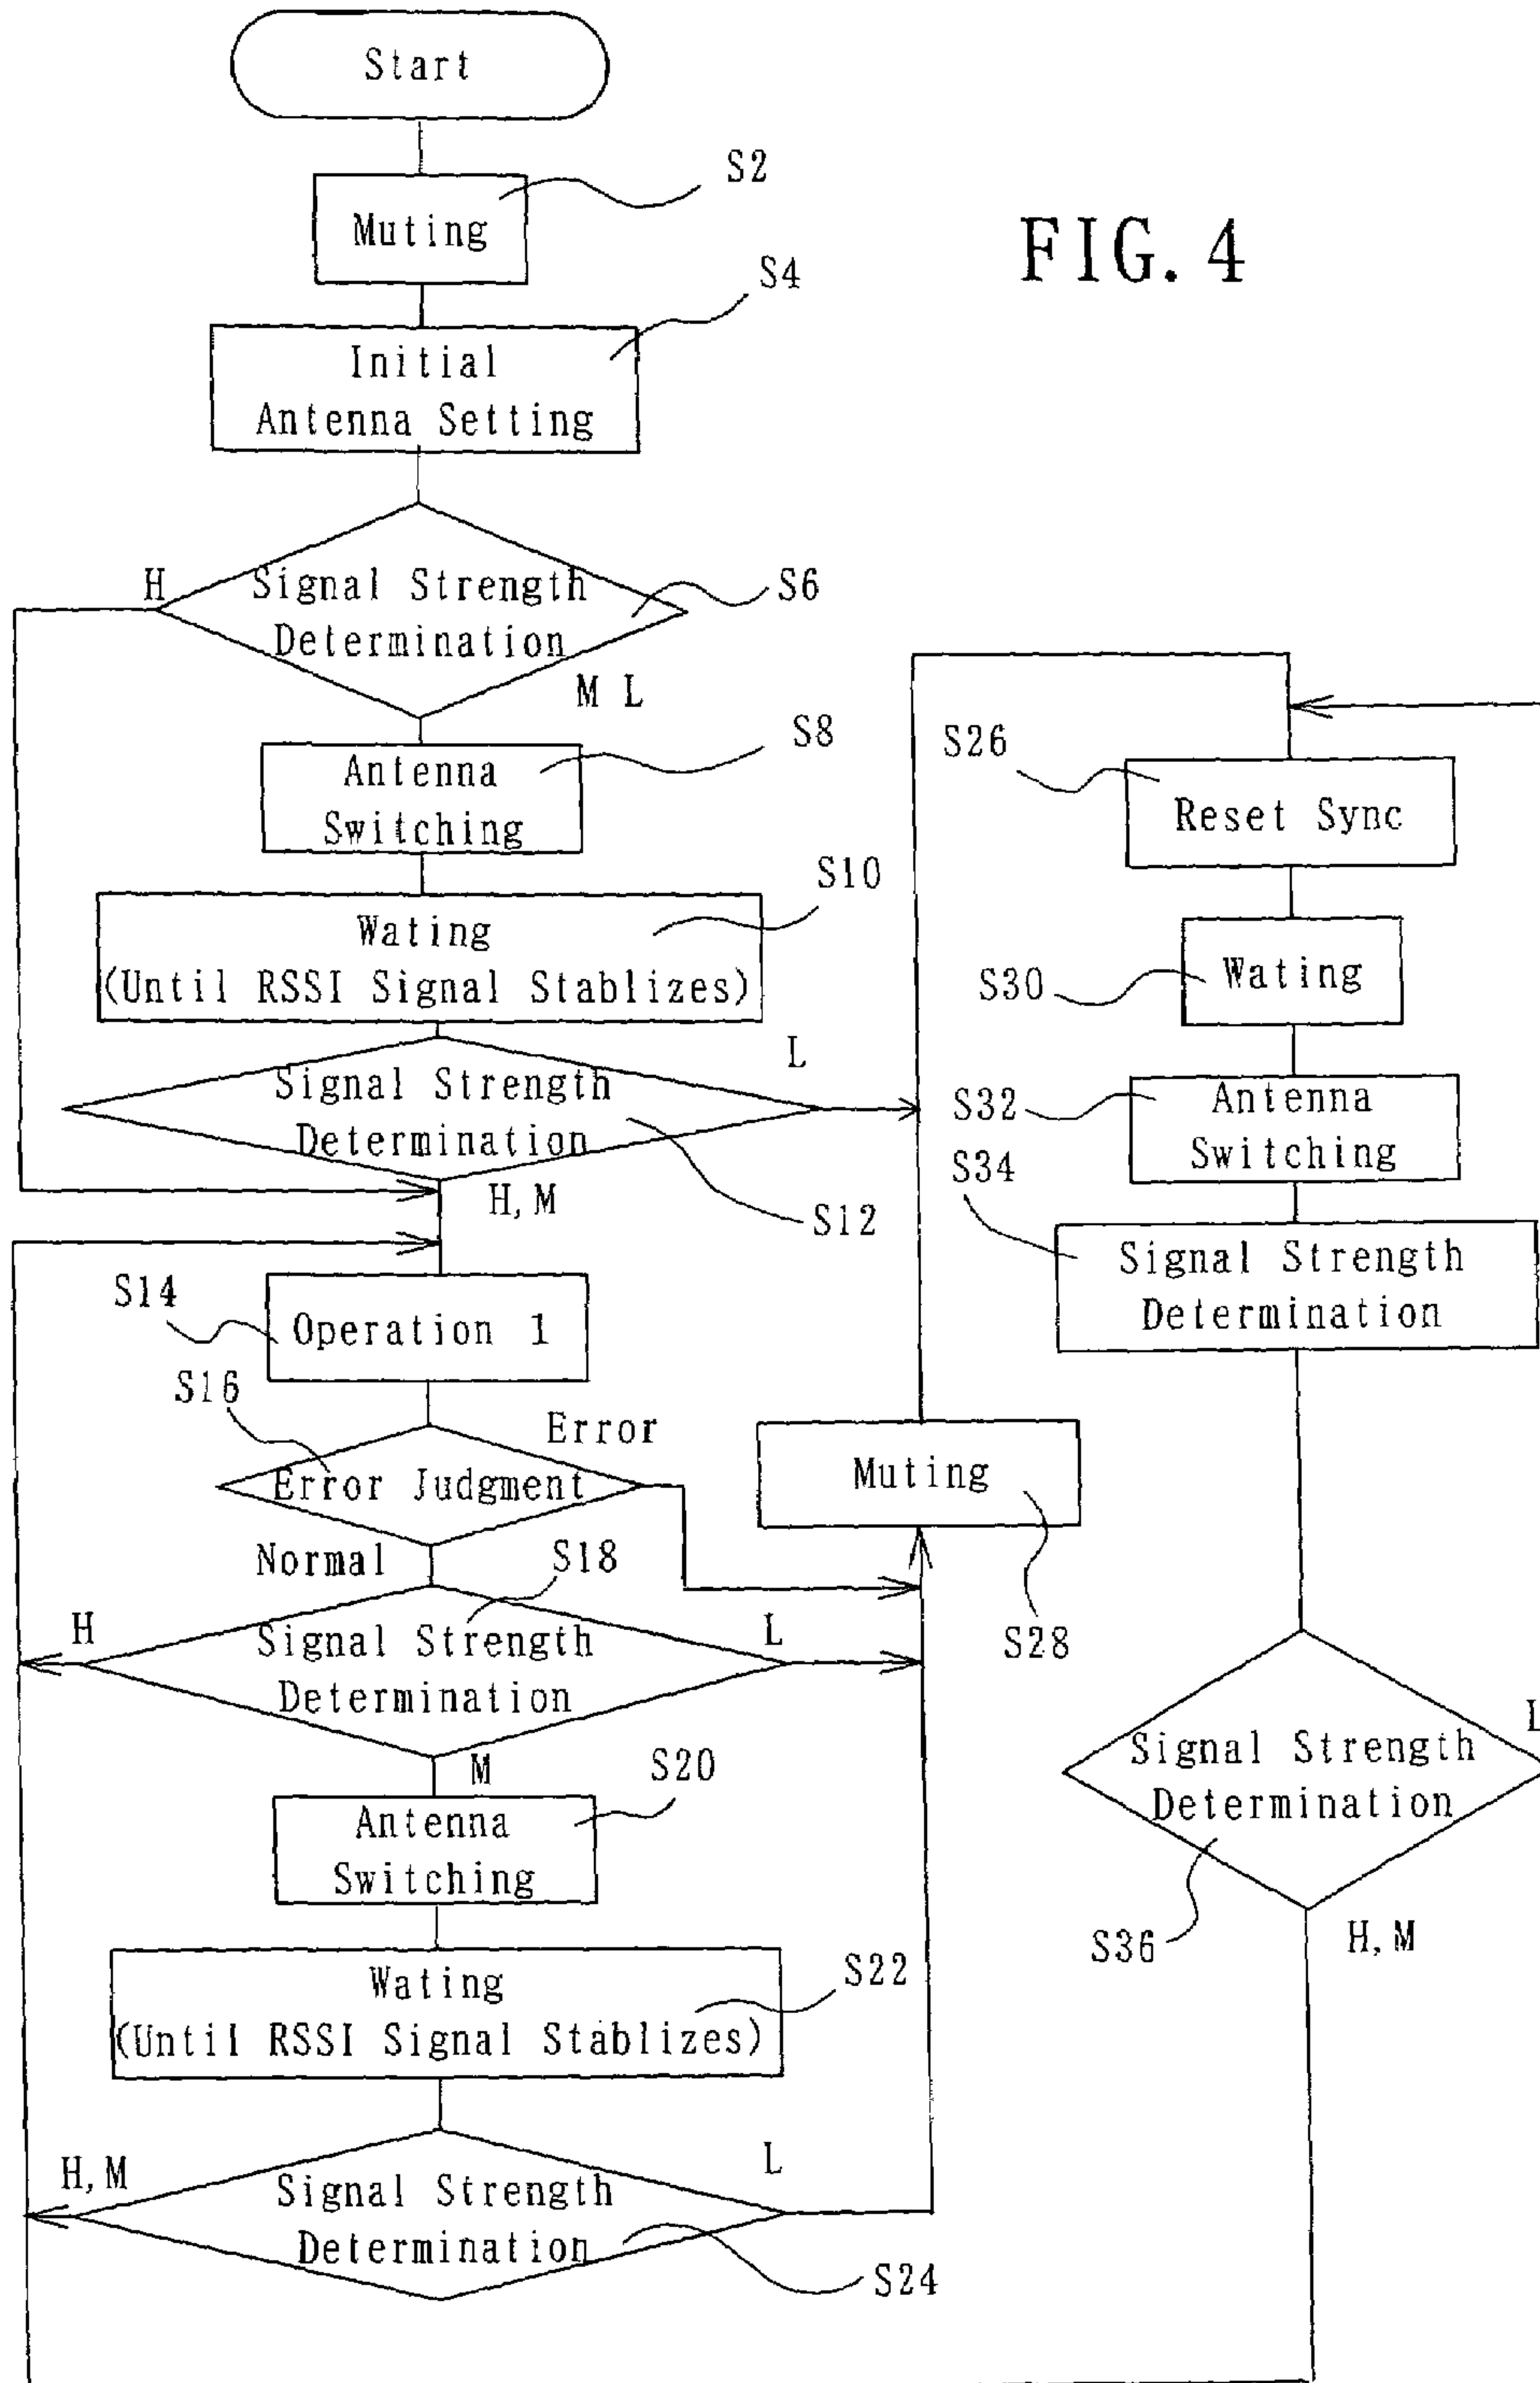 Start
S2
Muting
FIG. 4
S4
Initial
Antenna Setting
H
Signal Strength
Determination
S6
M L
S8
Antenna
Switching
S10
Wating
(Until RSSI Signal Stablizes)
L
Signal Strength
Determination
H, M
S12
S14
Operation 1
S16
Error
Error Judgment
Normal
S18
H
Signal Strength
Determination
L
M
S20
Antenna
Switching
S22
Wating
(Until RSSI Signal Stablizes)
H, M
L
Signal Strength
Determination
S24
Muting
S28
S26
Reset Sync
S30
Wating
S32
Antenna
Switching
S34
Signal Strength
Determination
L
Signal Strength
Determination
S36
H, M